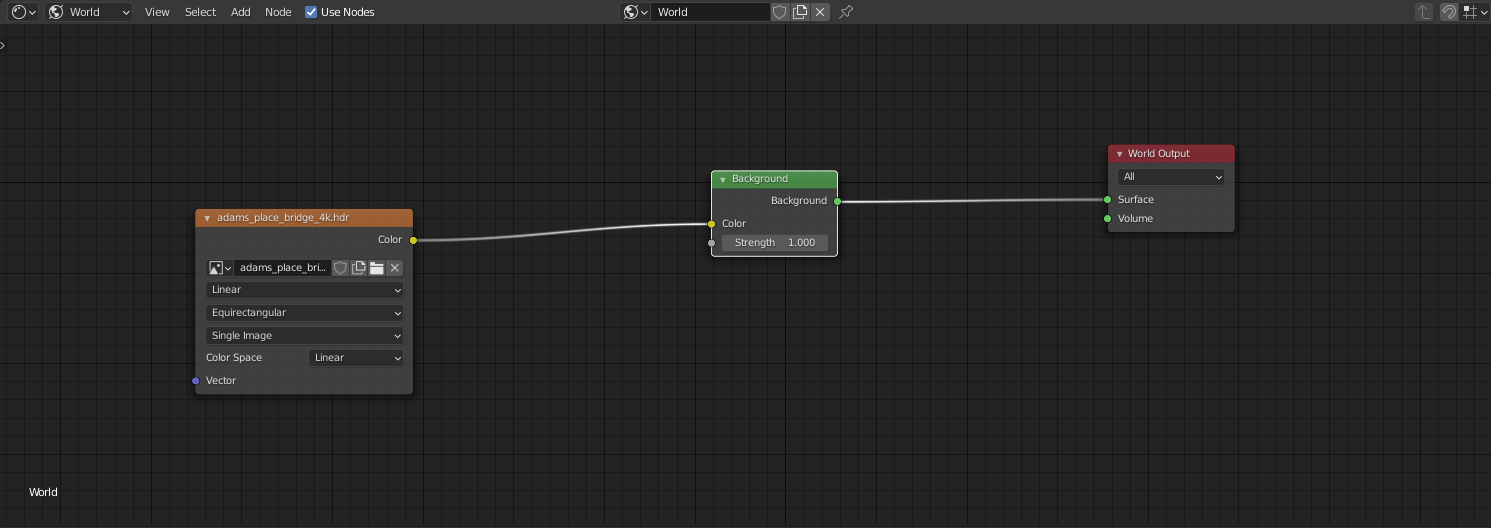 World View Select Add Node Use Nodes World
World Output
All
Surface
Volume
Background
Background
Color
Strength 1.000
adams_place_bridge_4k.hdr
Color
adams_place_bri...
Linear
Equirectangular
Single Image
Color Space Linear
Vector
World